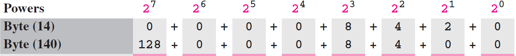 Powers 2⁷ 2⁶ 2⁵ 2⁴ 2³ 2² 2¹ 2⁰
Byte (14) 0 + 0 + 0 + 0 + 8 + 4 + 2 + 0
Byte (140) 128 + 0 + 0 + 0 + 8 + 4 + 0 + 0